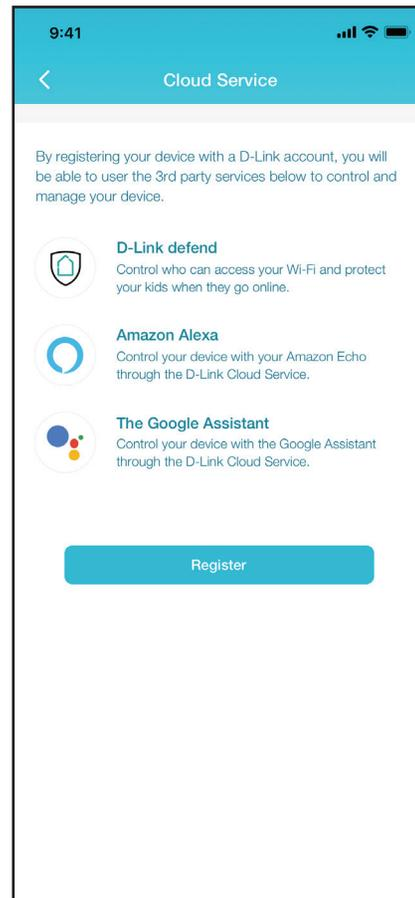 9:41
Cloud Service
By registering your device with a D-Link account, you will
be able to user the 3rd party services below to control and
manage your device.
D-Link defend
Control who can access your Wi-Fi and protect
your kids when they go online.
Amazon Alexa
Control your device with your Amazon Echo
through the D-Link Cloud Service.
The Google Assistant
Control your device with the Google Assistant
through the D-Link Cloud Service.
Register